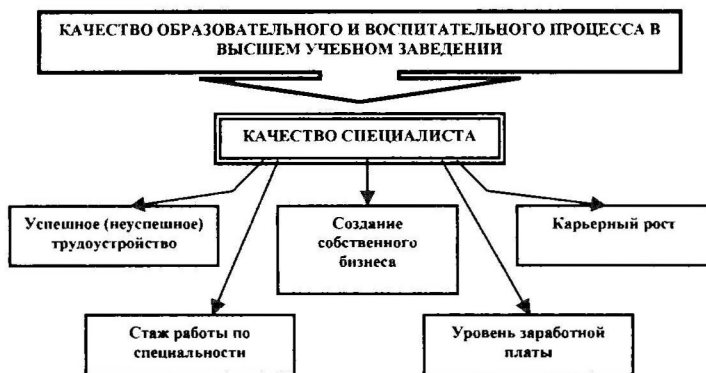 КАЧЕСТВО ОБРАЗОВАТЕЛЬНОГО И ВОСПИТАТЕЛЬНОГО ПРОЦЕССА В
ВЫСШЕМ УЧЕБНОМ ЗАВЕДЕНИИ
КАЧЕСТВО СПЕЦИАЛИСТА
Успешное (неуспешное)
трудоустройство
Создание
собственного
бизнеса
Карьерный рост
Стаж работы по
специальности
Уровень заработной
платы